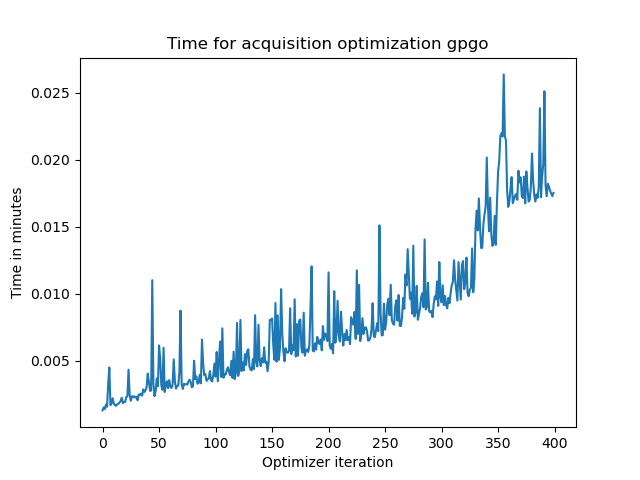 Time for acquisition optimization gpgo
0.025
0.020
0.015
0.010
0.005
Time in minutes
0 50 100 150 200 250 300 350 400
Optimizer iteration